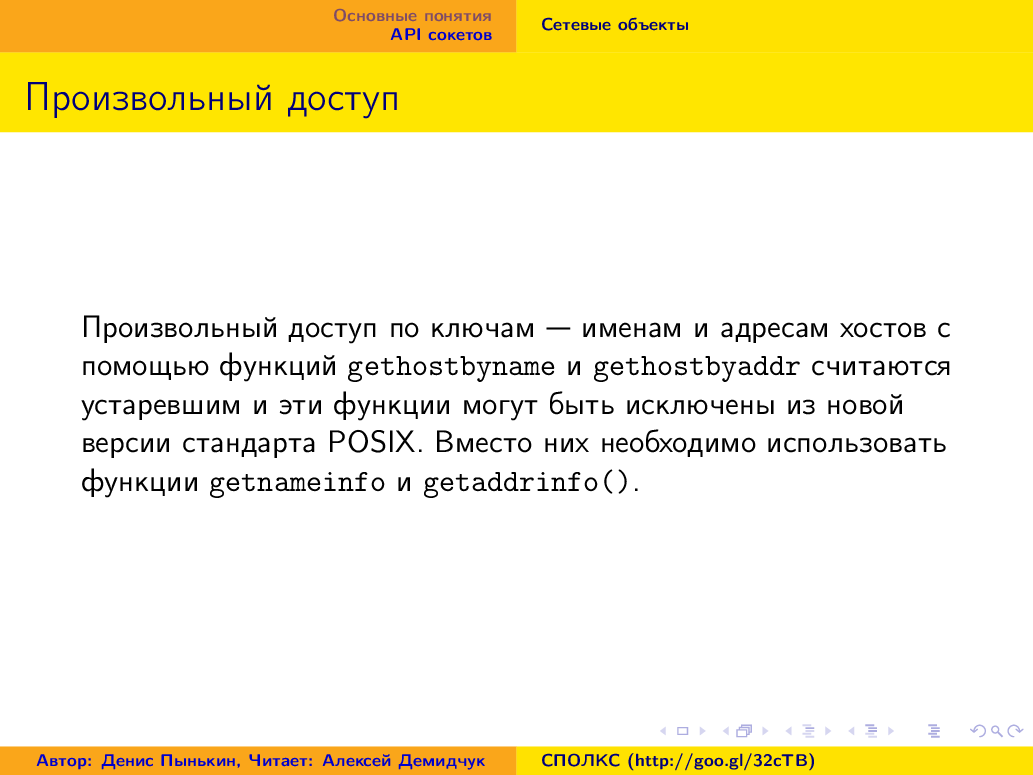 Основные понятия
API сокетов
Сетевые объекты
Произвольный доступ
Произвольный доступ по ключам — именам и адресам хостов с
помощью функций gethostbyname и gethostbyaddr считаются
устаревшим и эти функции могут быть исключены из новой
версии стандарта POSIX. Вместо них необходимо использовать
функции getnameinfo и getaddrinfo().
Автор: Денис Пынькин, Читает: Алексей Демидчук
СПОЛКС (http://goo.gl/32cTB)